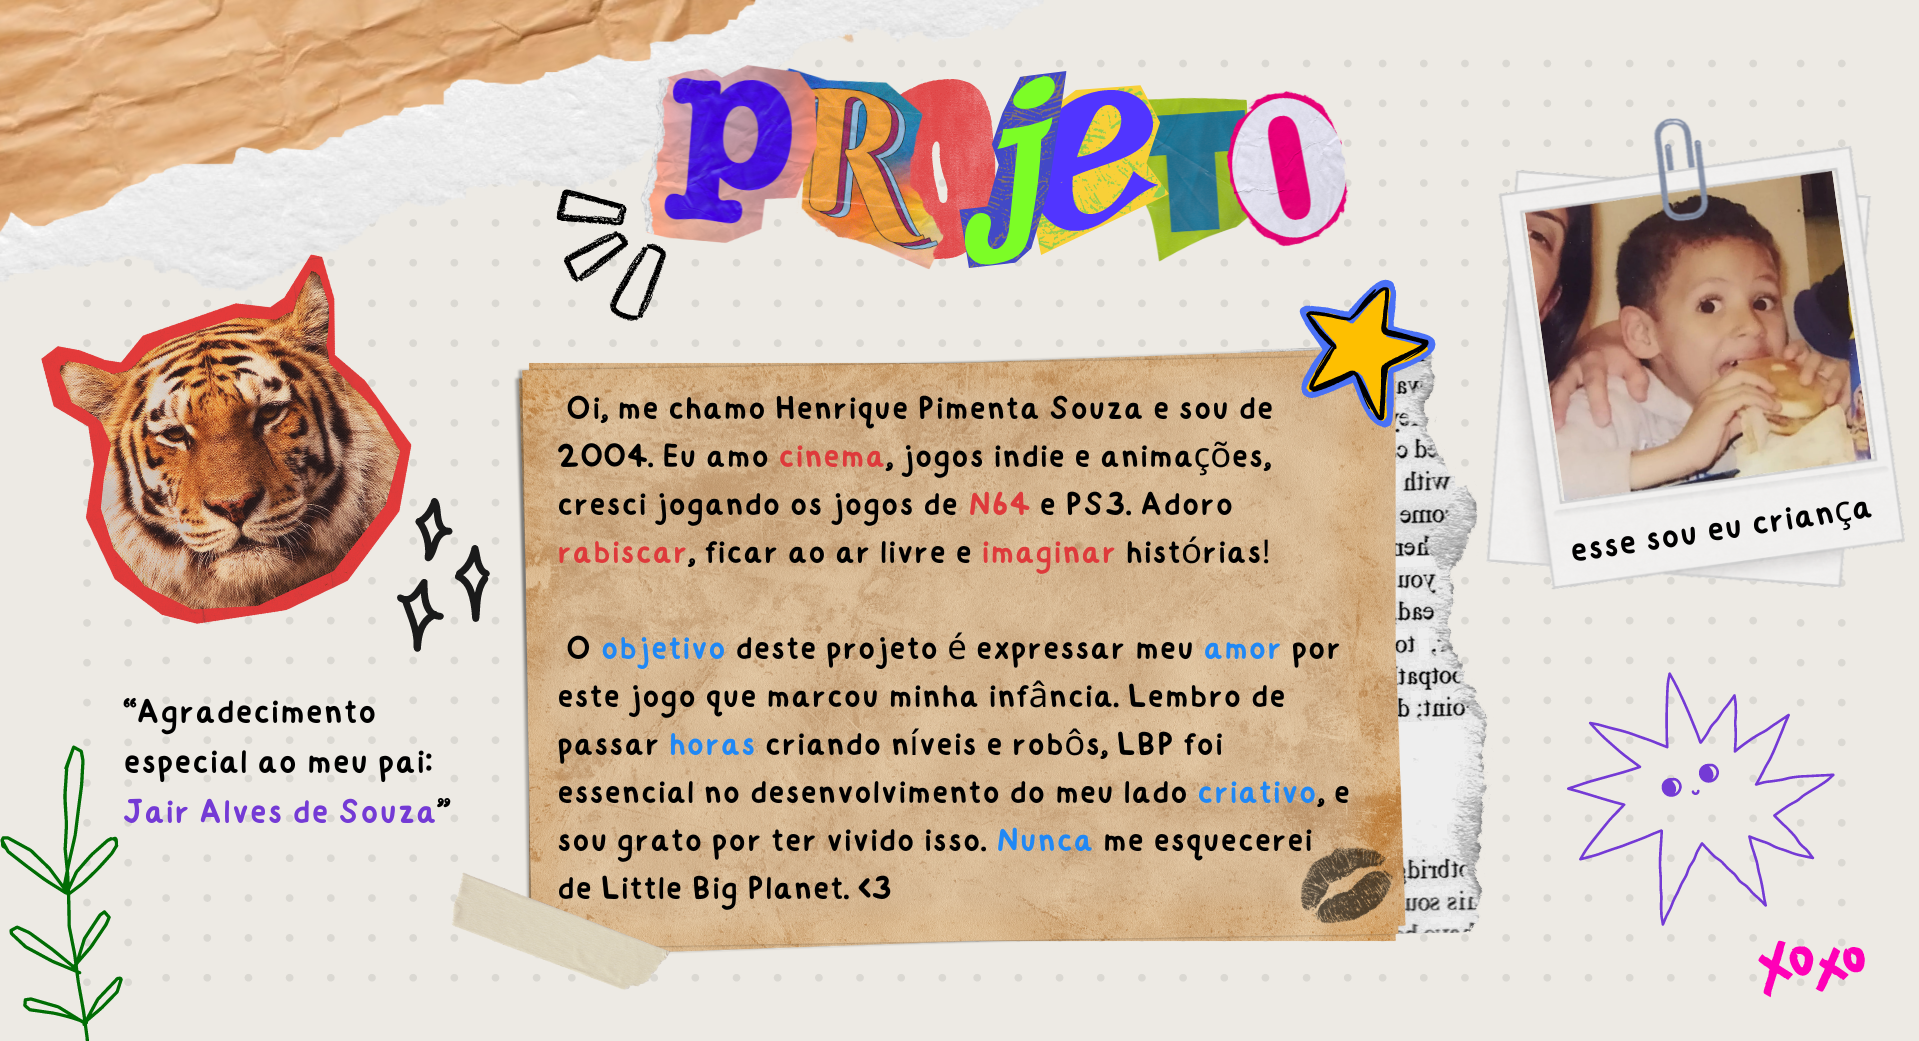 PROjeTO
Oi, me chamo Henrique Pimenta Souza e sou de
2004. Eu amo cinema, jogos indie e animações,
cresci jogando os jogos de N64 e PS3. Adoro
rabiscar, ficar ao ar livre e imaginar histórias!
O objetivo deste projeto é expressar meu amor por
este jogo que marcou minha infância. Lembro de
passar horas criando níveis e robôs, LBP foi
essencial no desenvolvimento do meu lado criativo, e
sou grato por ter vivido isso. Nunca me esquecerei
de Little Big Planet. <3
esse sou eu criança
“Agradecimento
especial ao meu pai:
Jair Alves de Souza”
xoxo